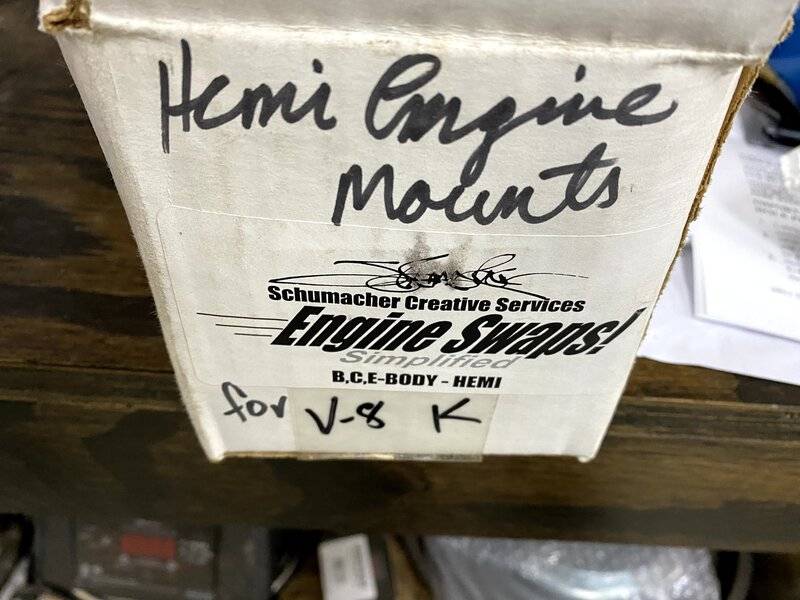 Hemi Engine
Mounts
Schumacher Creative Services
Engine Swaps!
Simplified
B,C,E-BODY - HEMI
for V-8 K